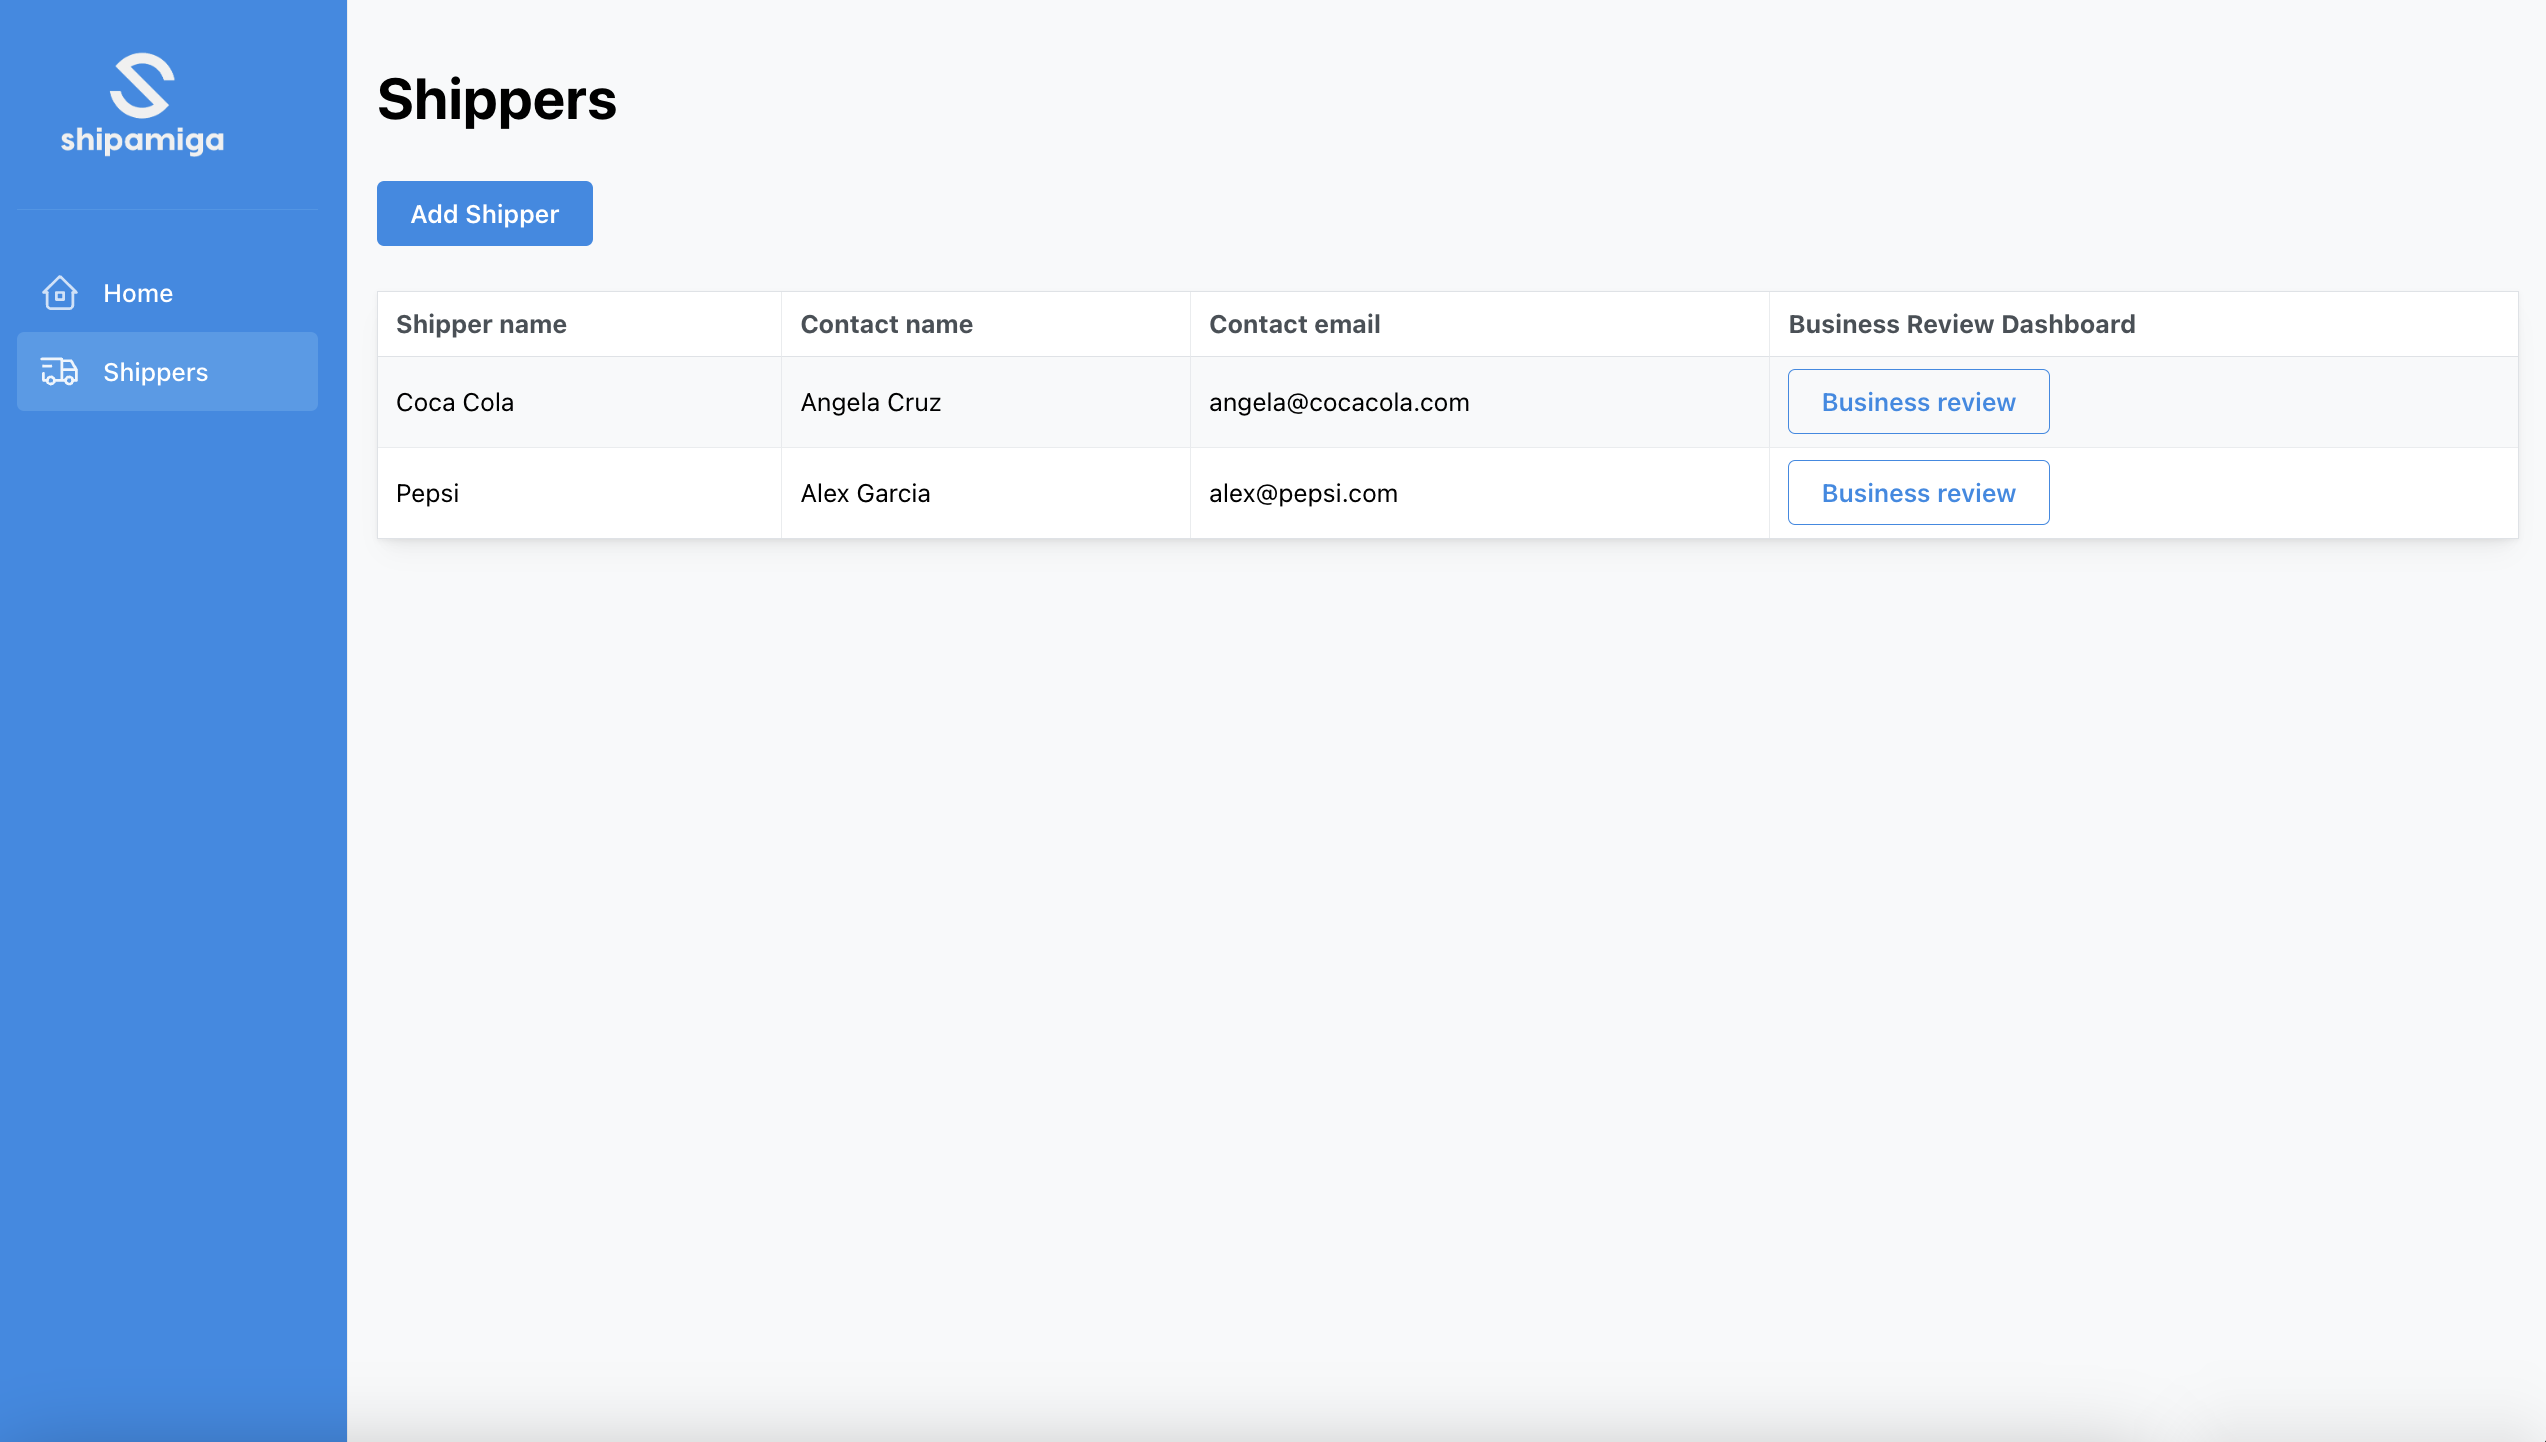 shipamiga
Home
Shippers
Shippers
Add Shipper
Shipper name Contact name Contact email Business Review Dashboard
Coca Cola Angela Cruz angela@cocacola.com Business review
Pepsi Alex Garcia alex@pepsi.com Business review